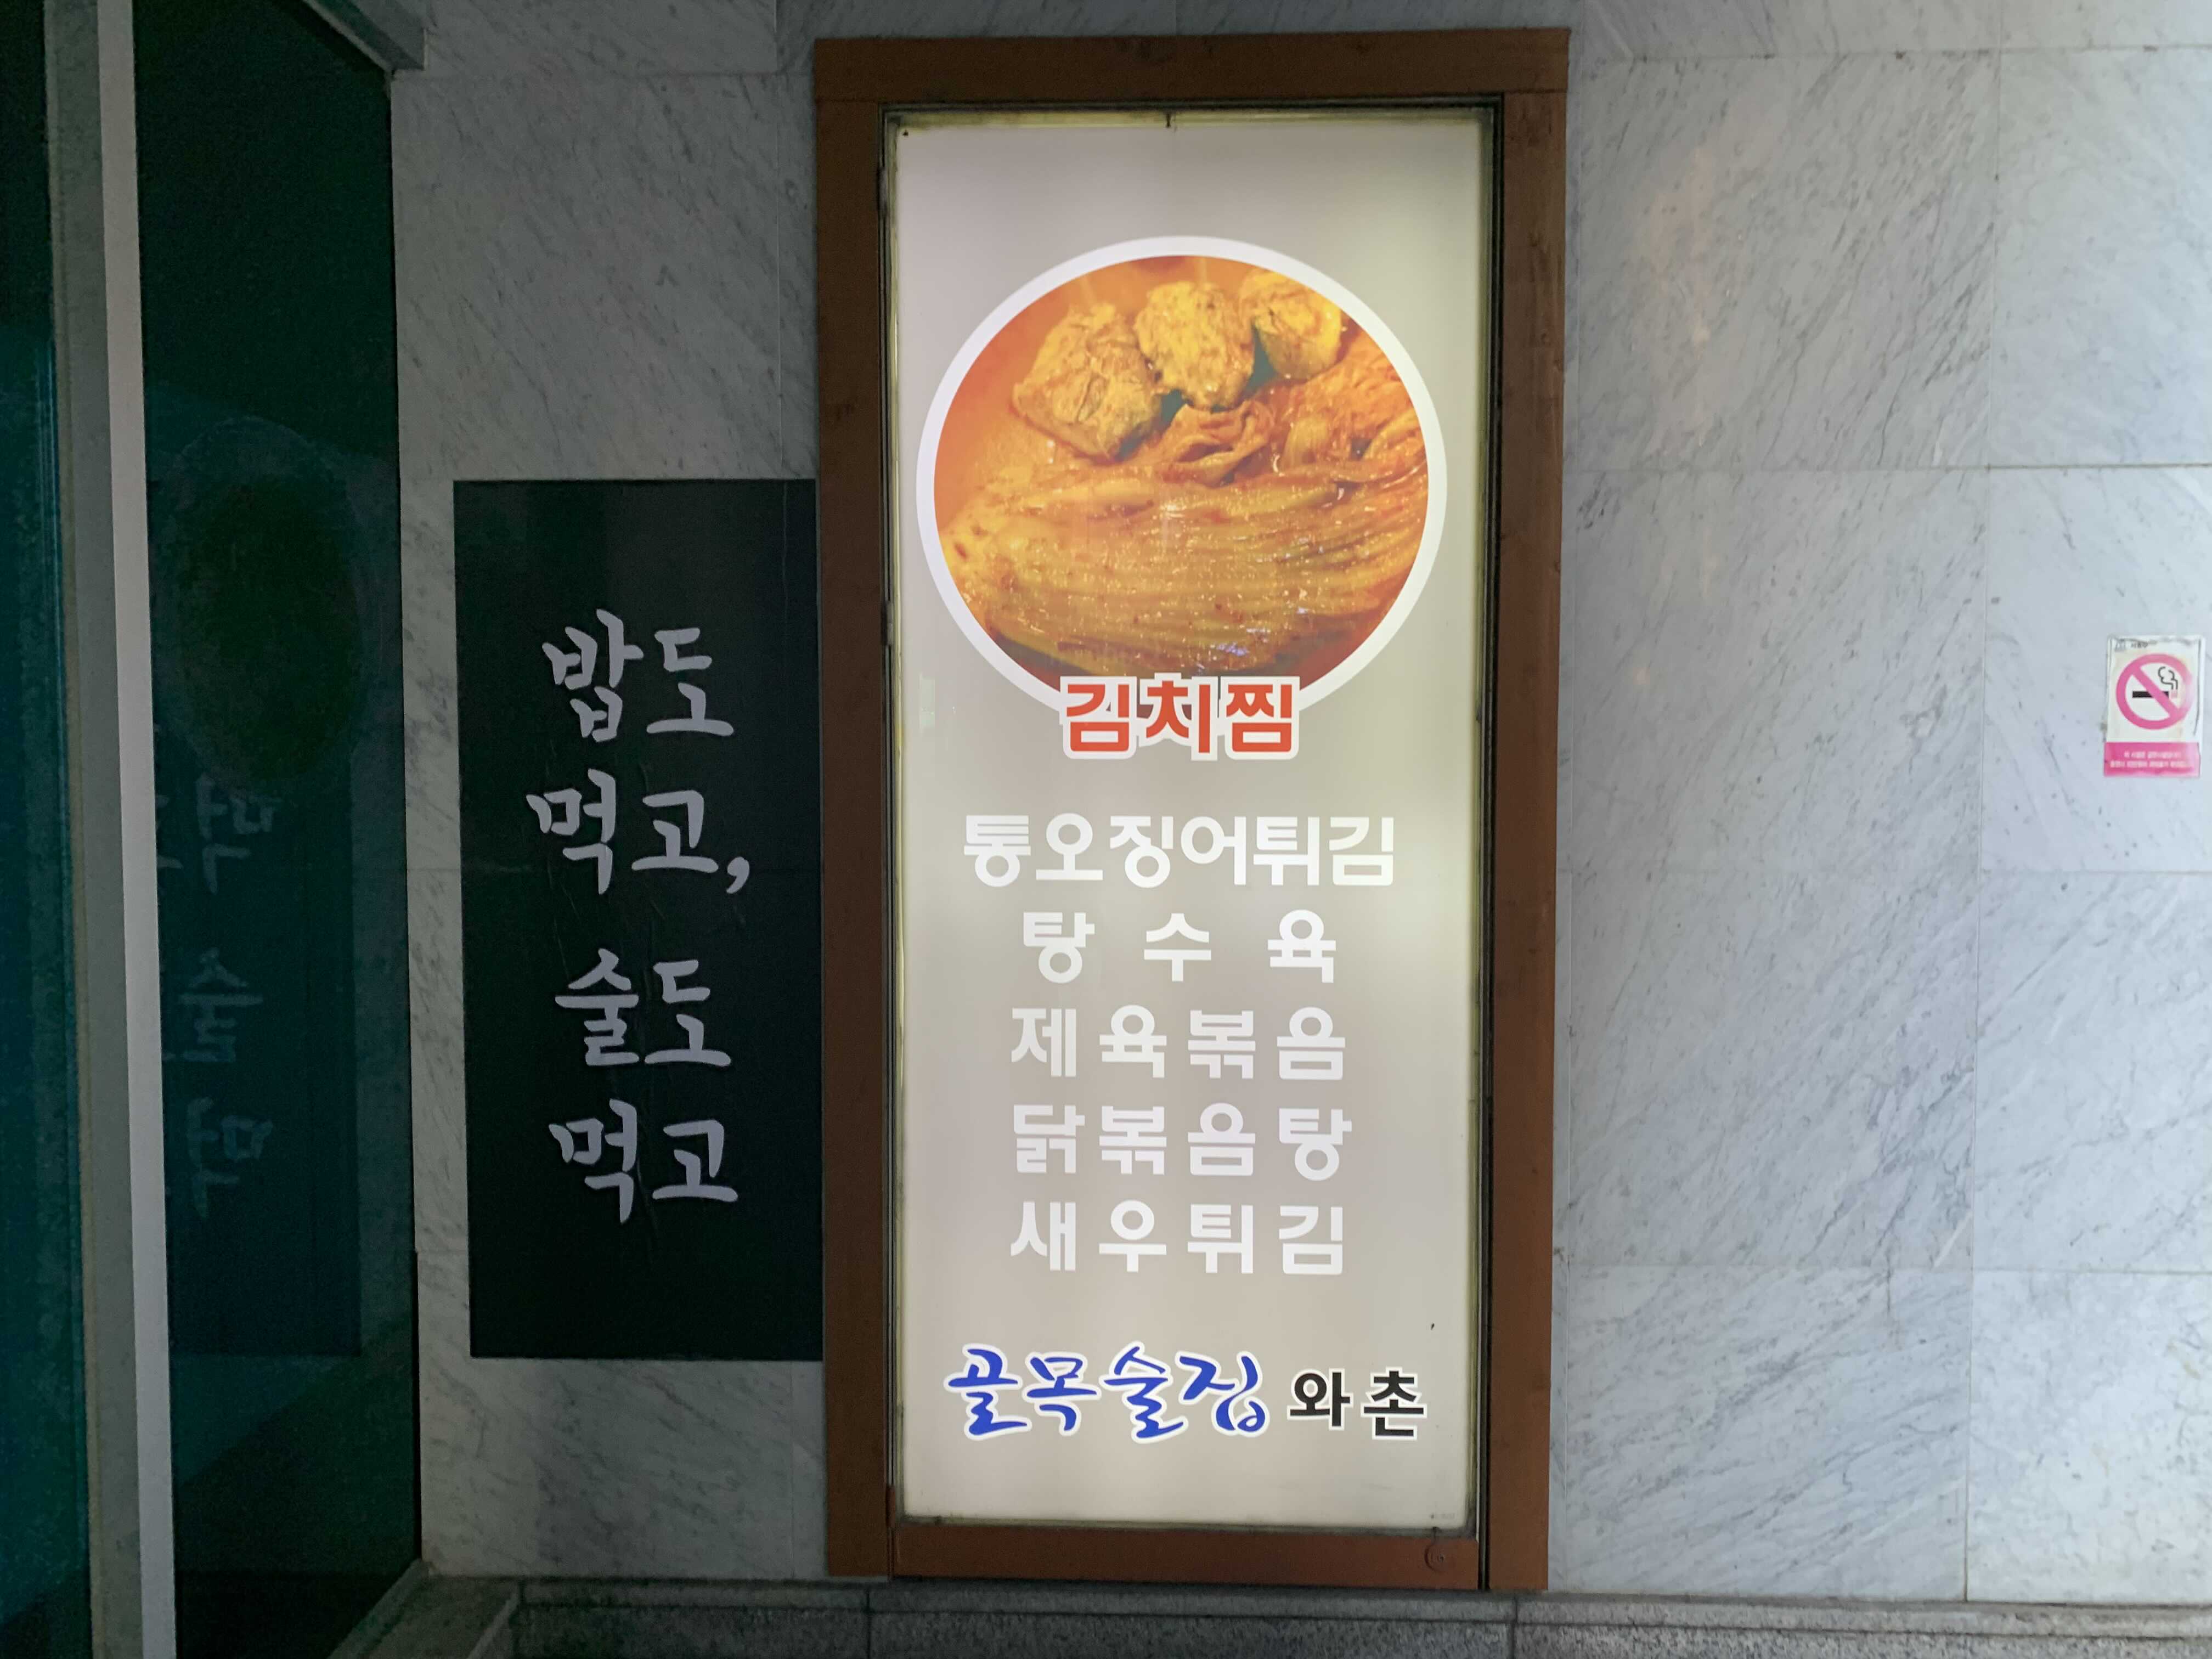 밥도
먹고,
술도
먹고
김치찜
통오징어튀김
탕수육
제육볶음
닭볶음탕
새우튀김
골목술집 와촌